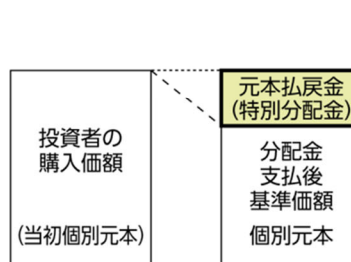 投資者の
購入価額
(当初個別元本)
元本払戻金
(特別分配金)
分配金
支払後
基準価額
個別元本